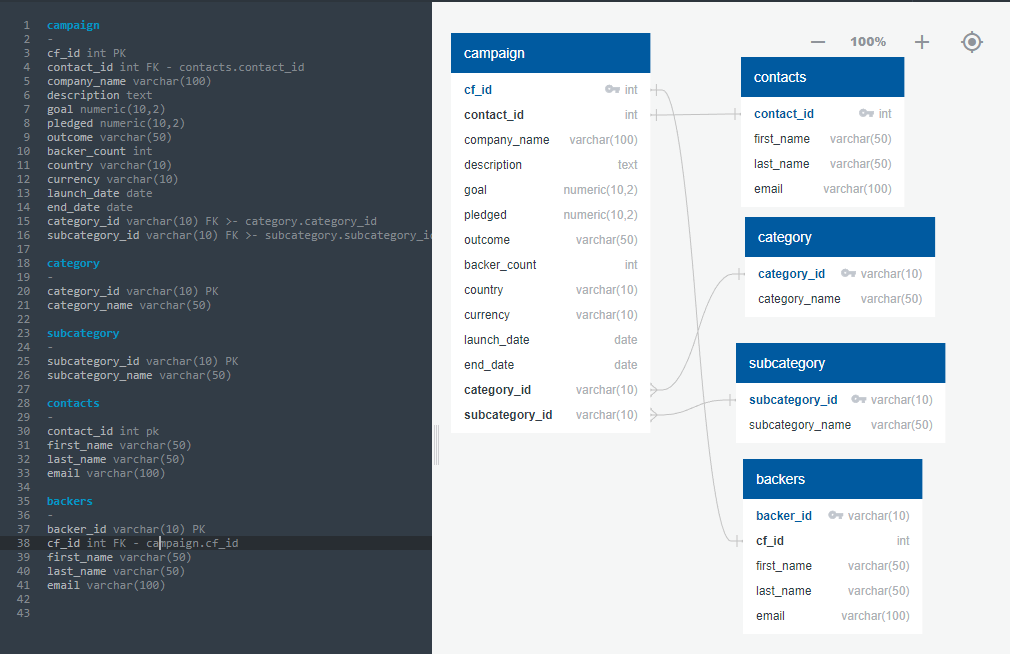 1 campaign
2 -
3 cf_id int PK
4 contact_id int FK - contacts.contact_id
5 company_name varchar(100)
6 description text
7 goal numeric(10,2)
8 pledged numeric(10,2)
9 outcome varchar(50)
10 backer_count int
11 country varchar(10)
12 currency varchar(10)
13 launch_date date
14 end_date date
15 category_id varchar(10) FK >- category.category_id
16 subcategory_id varchar(10) FK >- subcategory.subcategory_id
17
18 category
19 -
20 category_id varchar(10) PK
21 category_name varchar(50)
22
23 subcategory
24 -
25 subcategory_id varchar(10) PK
26 subcategory_name varchar(50)
27
28 contacts
29 -
30 contact_id int pk
31 first_name varchar(50)
32 last_name varchar(50)
33 email varchar(100)
34
35 backers
36 -
37 backer_id varchar(10) PK
38 cf_id int FK - campaign.cf_id
39 first_name varchar(50)
40 last_name varchar(50)
41 email varchar(100)
42
43
100%
campaign
cf_id int
contact_id int
company_name varchar(100)
description text
goal numeric(10,2)
pledged numeric(10,2)
outcome varchar(50)
backer_count int
country varchar(10)
currency varchar(10)
launch_date date
end_date date
category_id varchar(10)
subcategory_id varchar(10)
contacts
contact_id int
first_name varchar(50)
last_name varchar(50)
email varchar(100)
category
category_id varchar(10)
category_name varchar(50)
subcategory
subcategory_id varchar(10)
subcategory_name varchar(50)
backers
backer_id varchar(10)
cf_id int
first_name varchar(50)
last_name varchar(50)
email varchar(100)